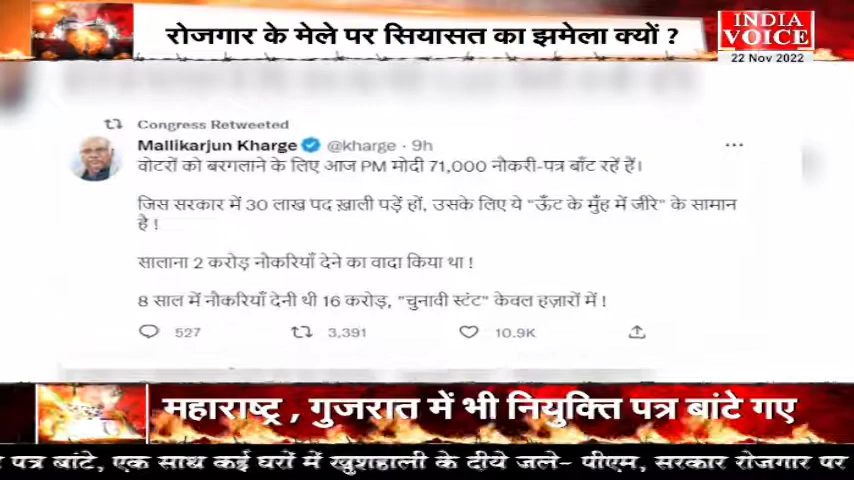 रोजगार के मेले पर सियासत का झमेला क्यों ?
INDIA
VOICE
22 Nov 2022
Congress Retweeted
Mallikarjun Kharge @kharge · 9h
वोटरों को बरगलाने के लिए आज PM मोदी 71,000 नौकरी-पत्र बाँट रहें हैं।
जिस सरकार में 30 लाख पद ख़ाली पड़ें हों, उसके लिए ये "ऊँट के मुँह में जीरे" के सामान
है !
सालाना 2 करोड़ नौकरियाँ देने का वादा किया था !
8 साल में नौकरियाँ देनी थी 16 करोड़, "चुनावी स्टंट" केवल हज़ारों में !
527 3,391 10.9K
महाराष्ट्र , गुजरात में भी नियुक्ति पत्र बांटे गए
पत्र बांटे, एक साथ कई घरों में खुशहाली के दीये जले- पीएम, सरकार रोजगार पर